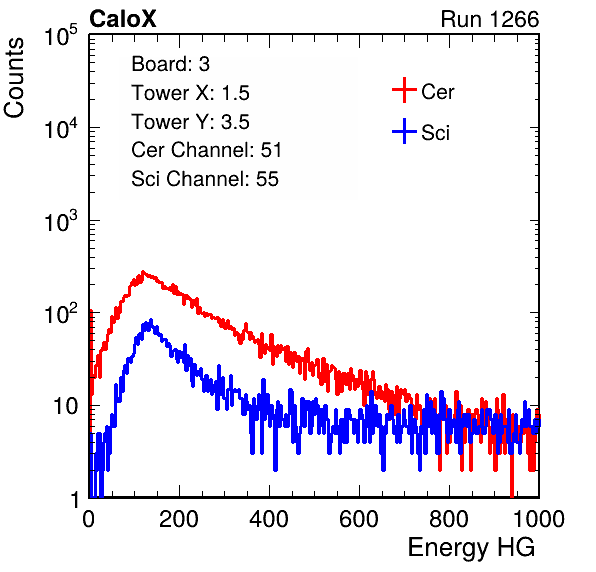 CaloX Run 1266
Counts
Board: 3
Tower X: 1.5
Tower Y: 3.5
Cer Channel: 51
Sci Channel: 55
Cer
Sci
10^5
10^4
10^3
10^2
10
1
0 200 400 600 800 1000
Energy HG